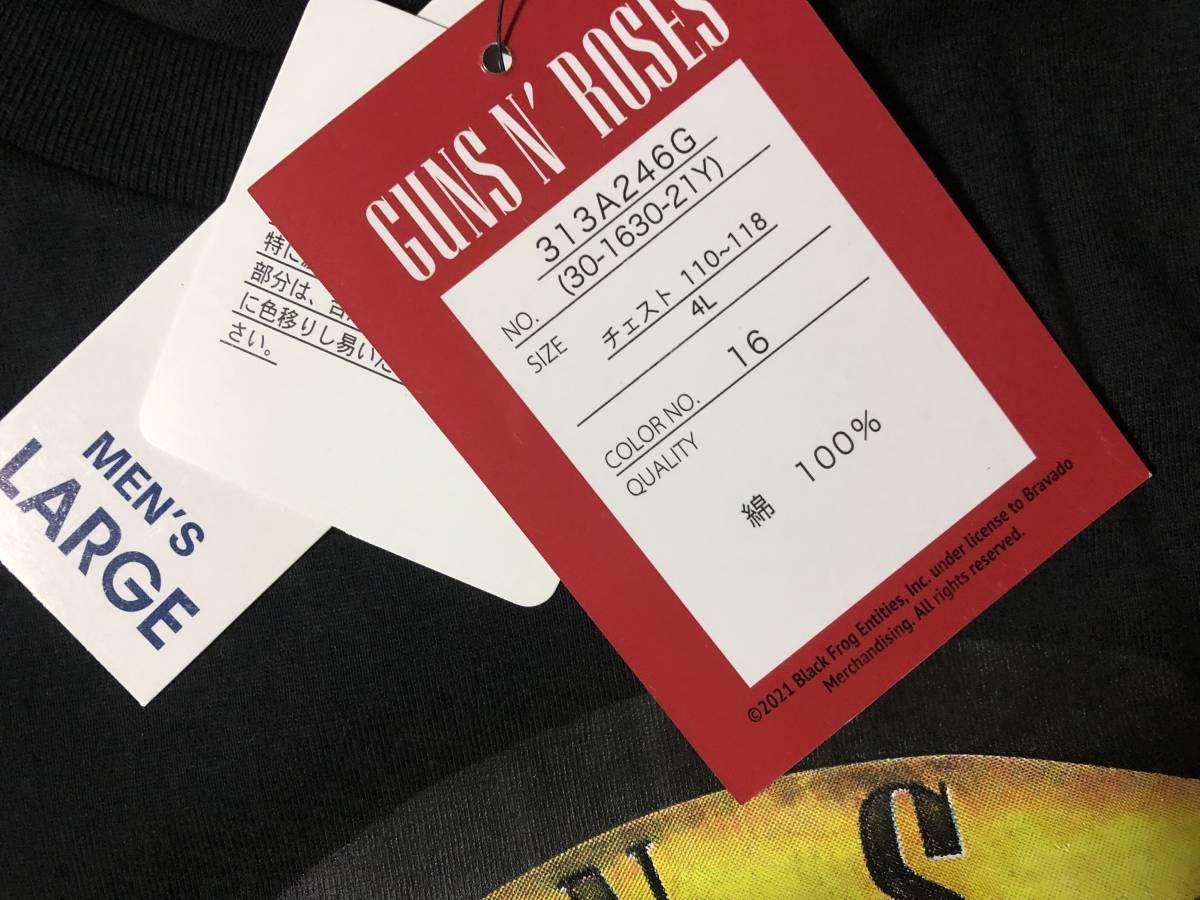 GUNS N' ROSES
NO. 313A246G
(30-1630-21Y)
SIZE チェスト 110~118
4L
COLOR NO. 16
QUALITY
綿 100%
©2021 Black Frog Entities, Inc. under license to Bravado
Merchandising. All rights reserved.
特に
部分は、
に色移りし易い
さい。
MEN'S
LARGE
S